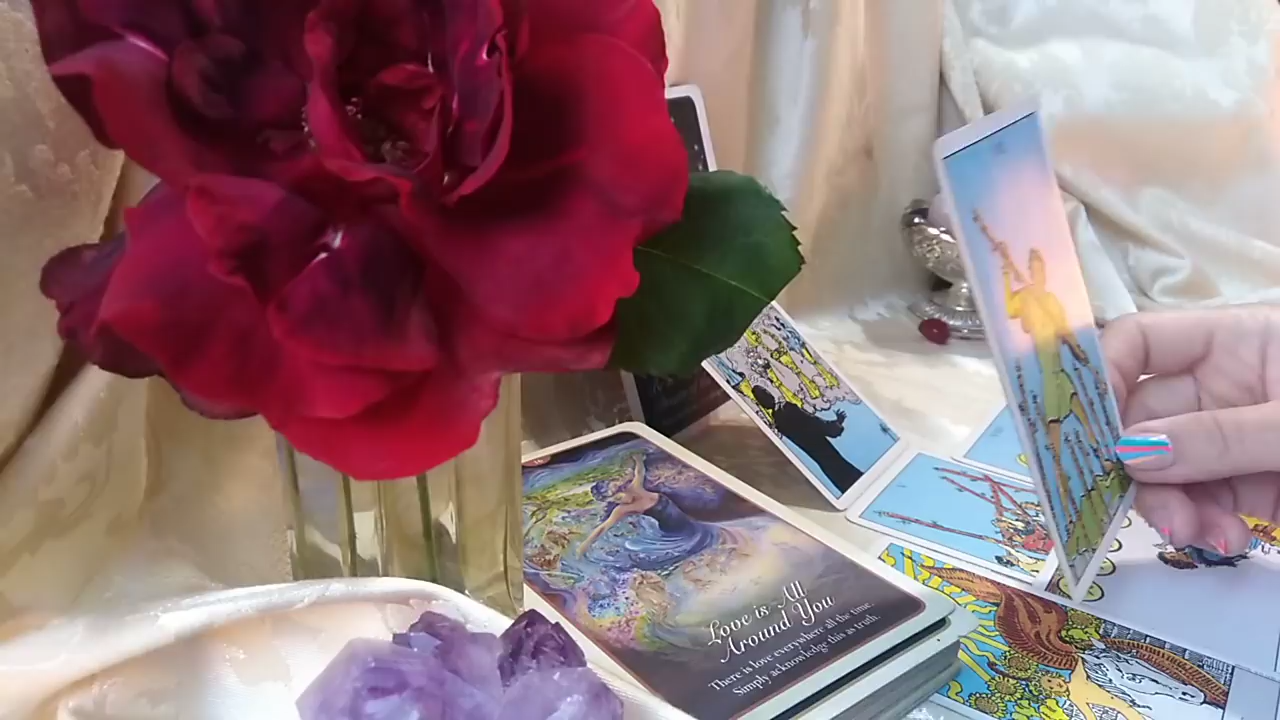 Love is All
Around You
There is love everywhere all the time.
Simply acknowledge this as truth.